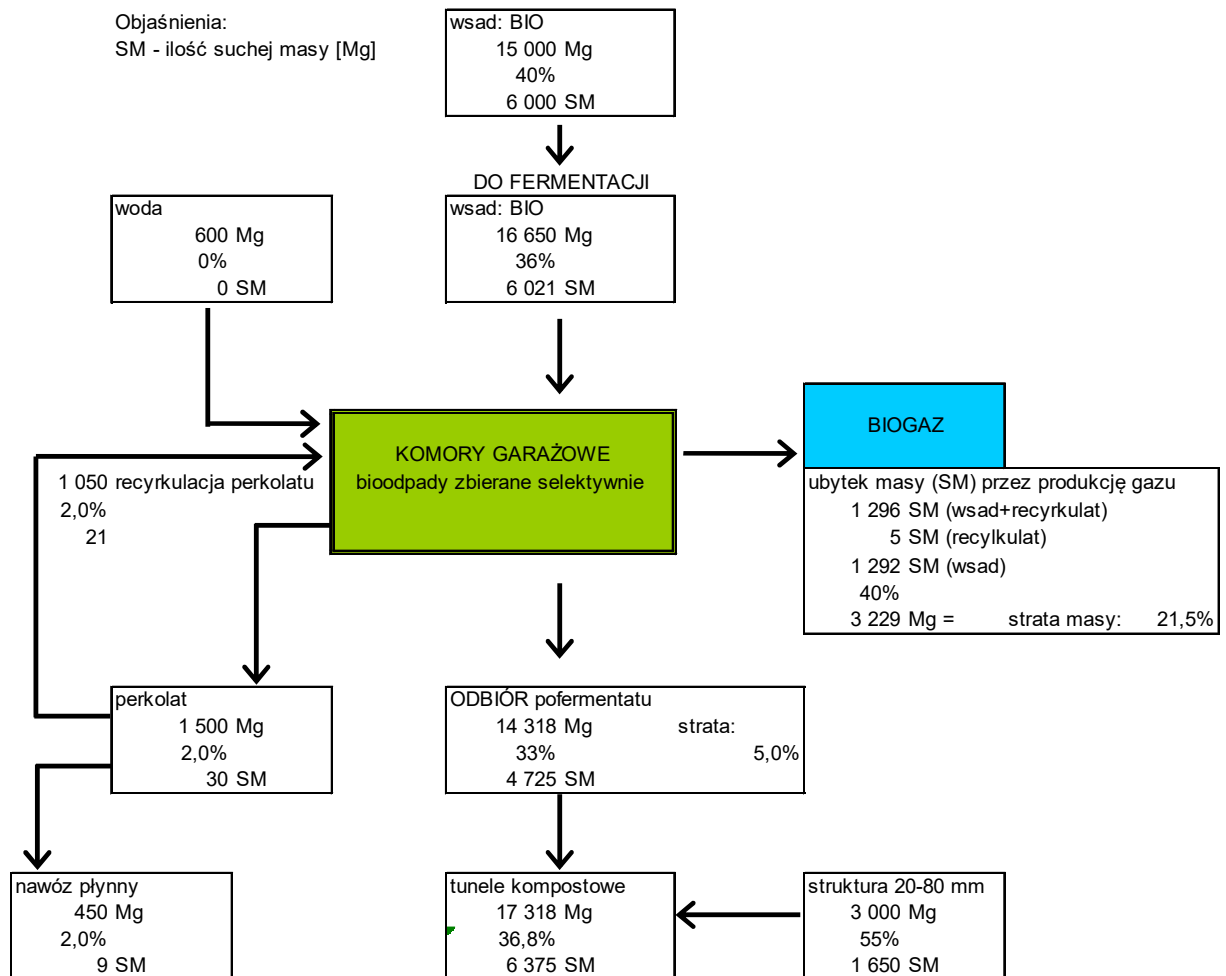 Objaśnienia:
SM - ilość suchej masy [Mg]
wsad: BIO
15 000 Mg
40%
6 000 SM
DO FERMENTACJI
wsad: BIO
16 650 Mg
36%
6 021 SM
woda
600 Mg
0%
0 SM
KOMORY GARAŻOWE
bioodpady zbierane selektywnie
BIOGAZ
ubytek masy (SM) przez produkcję gazu
1 296 SM (wsad+recyrkulat)
5 SM (recylkulat)
1 292 SM (wsad)
40%
3 229 Mg = strata masy: 21,5%
1 050 recyrkulacja perkolatu
2,0%
21
perkolat
1 500 Mg
2,0%
30 SM
ODBIÓR pofermentatu
14 318 Mg strata:
33% 5,0%
4 725 SM
nawóz płynny
450 Mg
2,0%
9 SM
tunele kompostowe
17 318 Mg
36,8%
6 375 SM
struktura 20-80 mm
3 000 Mg
55%
1 650 SM